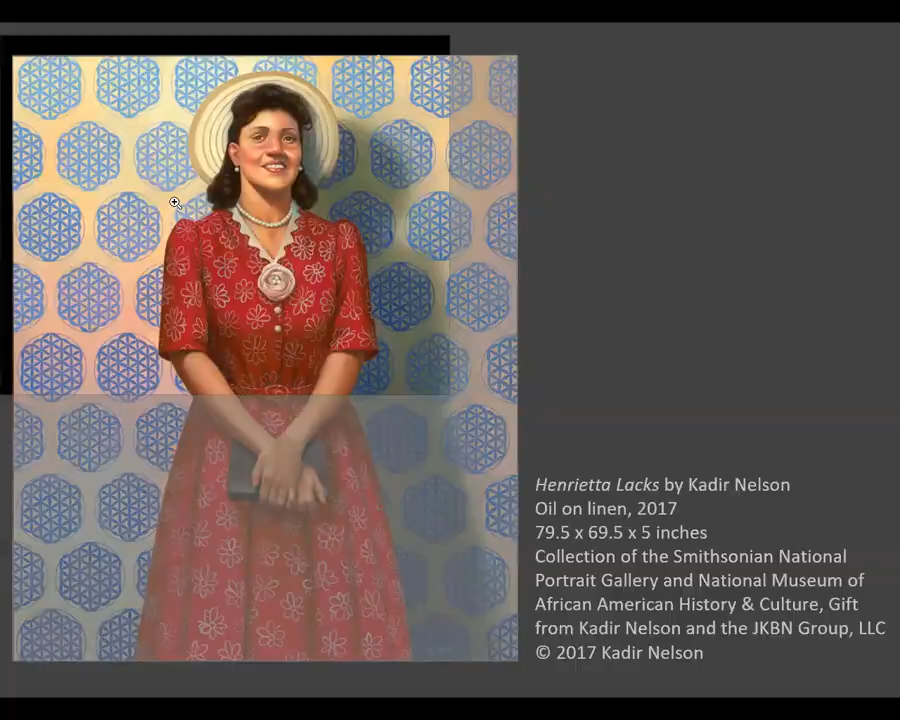 Henrietta Lacks by Kadir Nelson
Oil on linen, 2017
79.5 x 69.5 x 5 inches
Collection of the Smithsonian National
Portrait Gallery and National Museum of
African American History & Culture, Gift
from Kadir Nelson and the JKBN Group, LLC
© 2017 Kadir Nelson